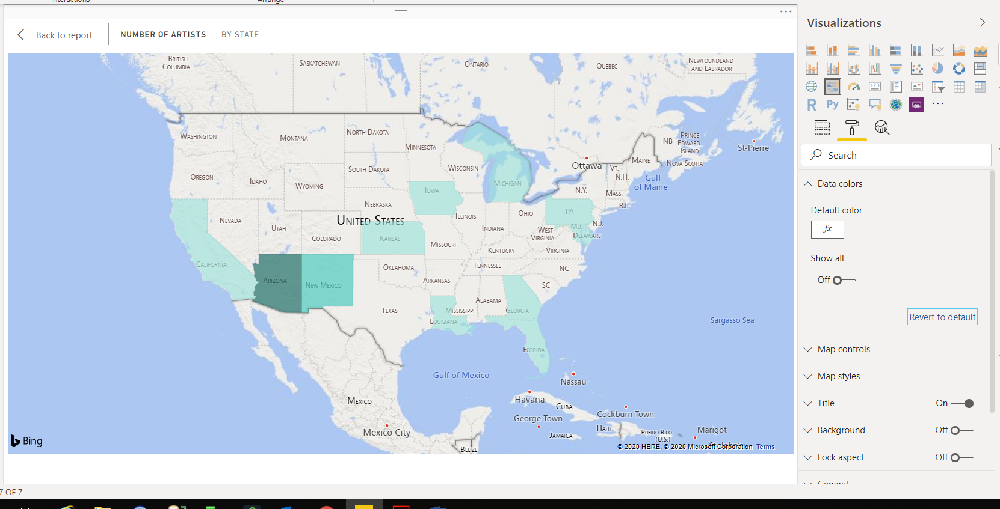 Interactions
Arrange
Back to report
NUMBER OF ARTISTS
BY STATE
BRITISH
COLUMBIA
SASKATCHEWAN
ONTARIO
QUEBEC
NEWFOUNDLAND
AND LABRADOR
WASHINGTON
MONTANA
NORTH DAKOTA
MINNESOTA
NB
PRINCE
EDWARD
ISLAND
St-Pierre
OREGON
IDAHO
WYOMING
SOUTH DAKOTA
WISCONSIN
MICHIGAN
Ottawa
VT.
MAINE
NOVA SCOTIA
N.H.
Gulf
of Maine
N.Y.
MASS.
R.I.
IOWA
NEBRASKA
UNITED STATES
ILLINOIS
OHIO
PA
N.J.
MD.
DELAWARE
NEVADA
UTAH
COLORADO
KANSAS
MISSOURI
INDIANA
WEST
VIRGINIA
KENTUCKY
VIRGINIA
CALIFORNIA
ARIZONA
NEW MEXICO
OKLAHOMA
ARKANSAS
TENNESSEE
NC
SC
TEXAS
MISSISSIPPI
ALABAMA
GEORGIA
LOUISIANA
FLORIDA
Sargasso Sea
Gulf of Mexico
Nassau
Havana
CUBA
MEXICO
George Town
Cockburn Town
Mexico City
JAMAICA
HAITI
PUERTO RICO
(U.S.)
Marigot
BELIZE
Bing
© 2020 HERE, © 2020 Microsoft Corporation Terms
7 OF 7
Visualizations
123
R
Py
Search
Data colors
Default color
fx
Show all
Off
Revert to default
Map controls
Map styles
Title On
Background Off
Lock aspect Off
General